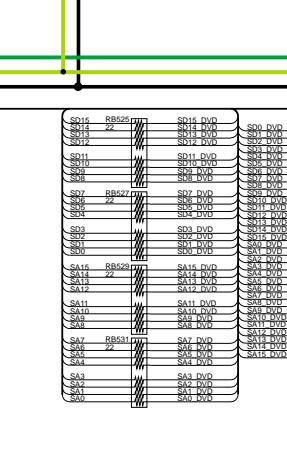 SD15 RB525 SD15_DVD
SD14 22 SD14_DVD
SD13 SD13_DVD
SD12 SD12_DVD
SD11 SD11_DVD
SD10 SD10_DVD
SD9 SD9_DVD
SD8 SD8_DVD
SD7 RB527 SD7_DVD
SD6 22 SD6_DVD
SD5 SD5_DVD
SD4 SD4_DVD
SD3 SD3_DVD
SD2 SD2_DVD
SD1 SD1_DVD
SD0 SD0_DVD
SA15 RB529 SA15_DVD
SA14 22 SA14_DVD
SA13 SA13_DVD
SA12 SA12_DVD
SA11 SA11_DVD
SA10 SA10_DVD
SA9 SA9_DVD
SA8 SA8_DVD
SA7 RB531 SA7_DVD
SA6 22 SA6_DVD
SA5 SA5_DVD
SA4 SA4_DVD
SA3 SA3_DVD
SA2 SA2_DVD
SA1 SA1_DVD
SA0 SA0_DVD
SD0_DVD
SD1_DVD
SD2_DVD
SD3_DVD
SD4_DVD
SD5_DVD
SD6_DVD
SD7_DVD
SD8_DVD
SD9_DVD
SD10_DVD
SD11_DVD
SD12_DVD
SD13_DVD
SD14_DVD
SD15_DVD
SA0_DVD
SA1_DVD
SA2_DVD
SA3_DVD
SA4_DVD
SA5_DVD
SA6_DVD
SA7_DVD
SA8_DVD
SA9_DVD
SA10_DVD
SA11_DVD
SA12_DVD
SA13_DVD
SA14_DVD
SA15_DVD